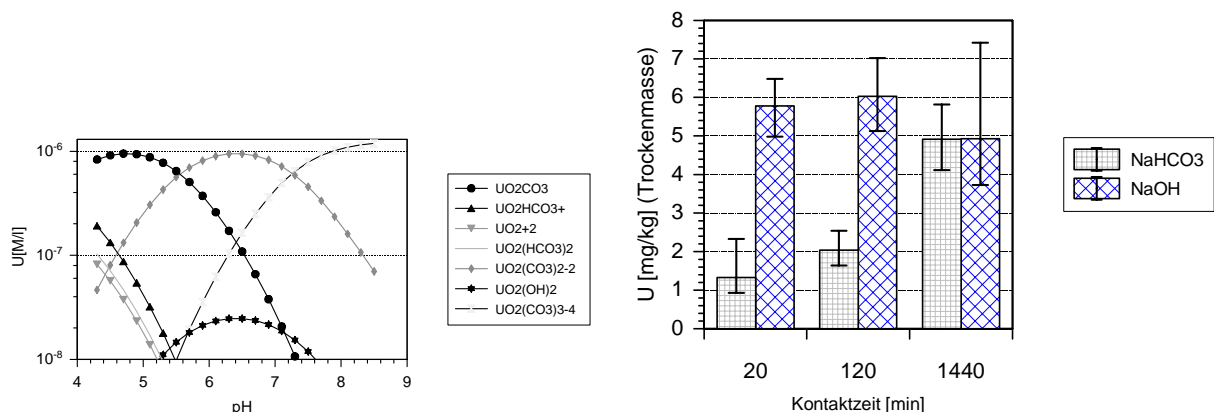 U[M/l]
10-6
10-7
10-8
4 5 6 7 8 9
pH
UO2CO3
UO2HCO3+
UO2+2
UO2(HCO3)2
UO2(CO3)2-2
UO2(OH)2
UO2(CO3)3-4
U [mg/kg] (Trockenmasse)
8
7
6
5
4
3
2
1
0
20 120 1440
Kontaktzeit [min]
NaHCO3
NaOH